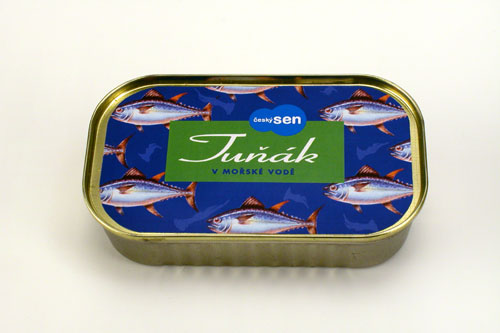 český sen
Tuňák
V MOŘSKÉ VODĚ